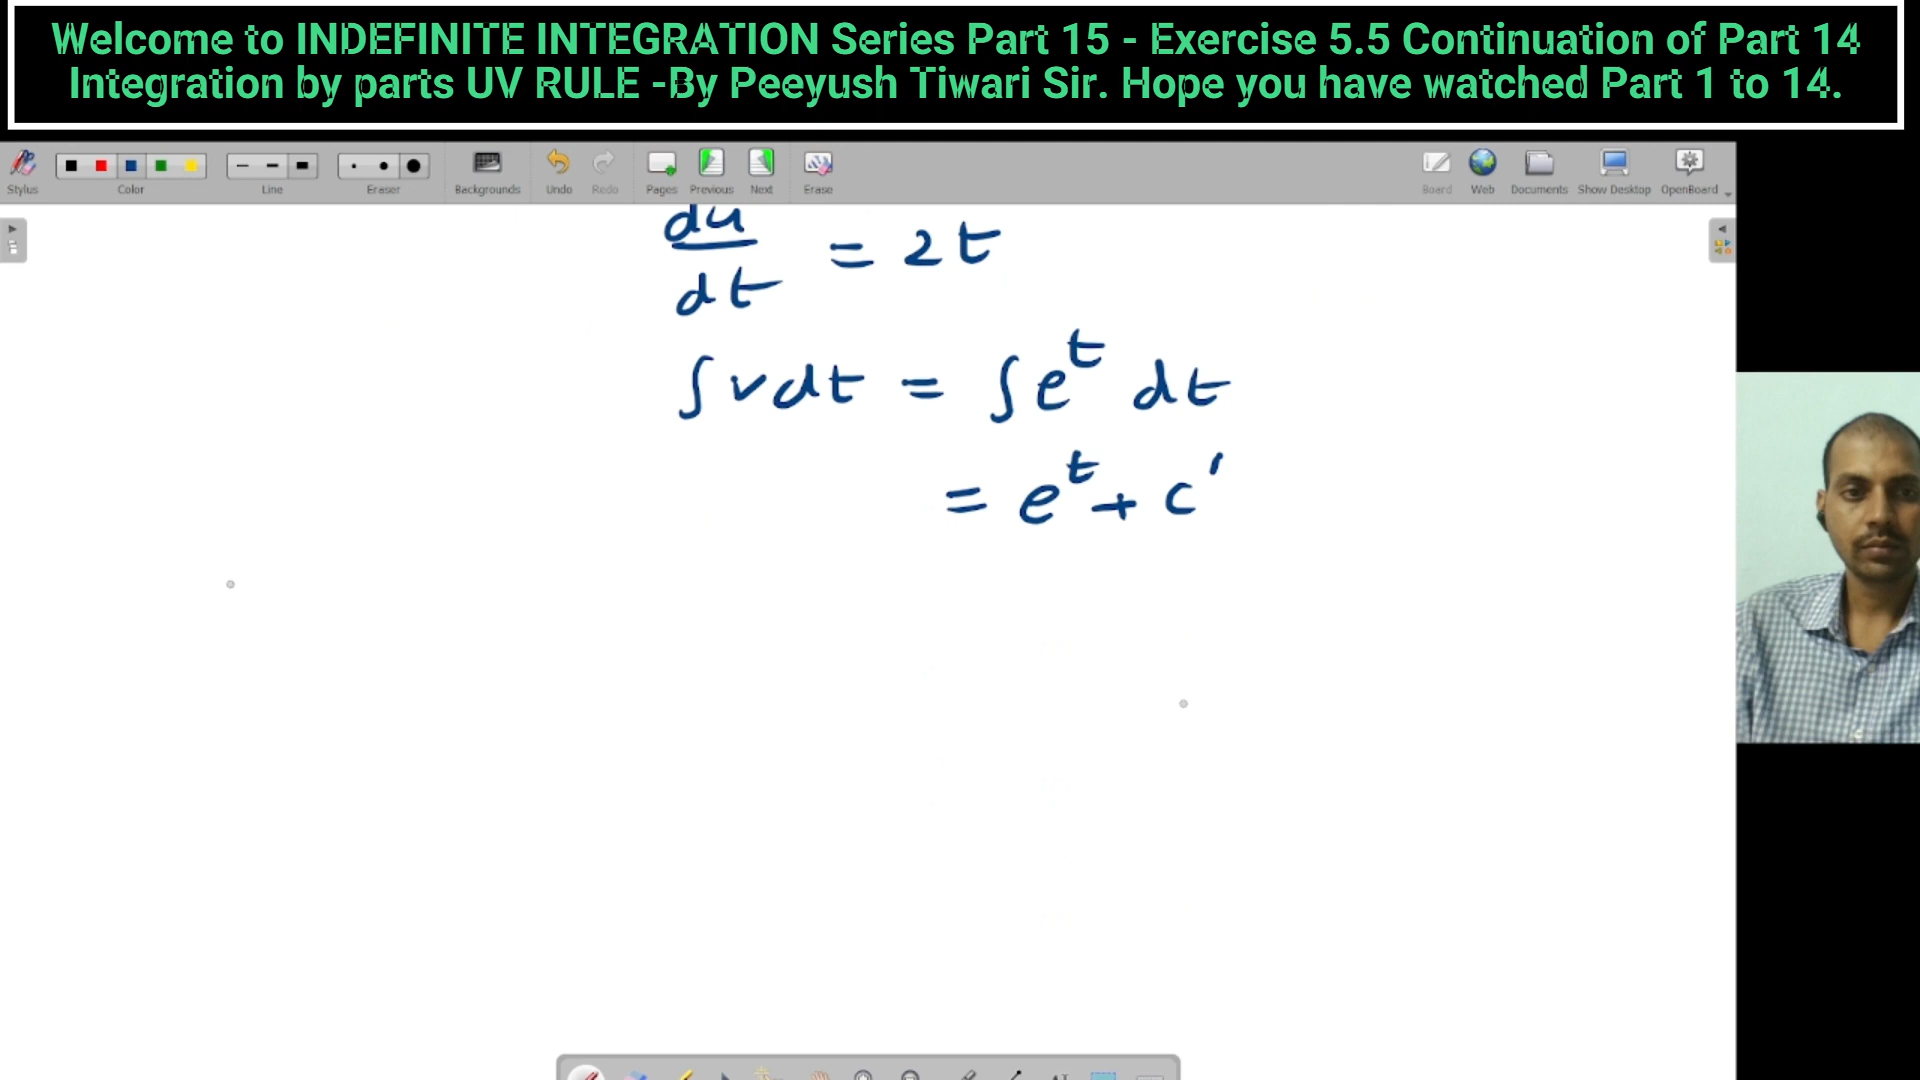 Welcome to INDEFINITE INTEGRATION Series Part 15 - Exercise 5.5 Continuation of Part 14
Integration by parts UV RULE -By Peeyush Tiwari Sir. Hope you have watched Part 1 to 14.
Stylus Color Line Eraser Backgrounds Undo Redo Pages Previous Next Erase Board Web Documents Show Desktop OpenBoard
du/dt = 2t
∫vdt = ∫e^t dt
= e^t + c'